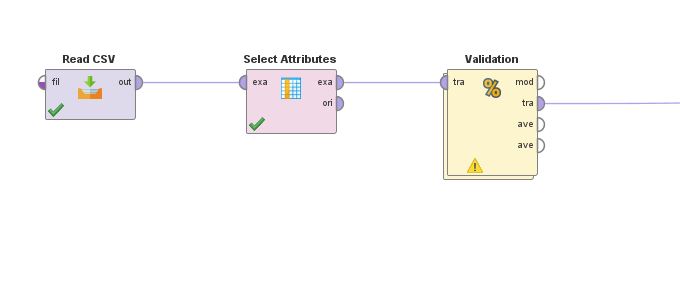 Read CSV
Select Attributes
Validation
fil
out
exa
exa
ori
tra
mod
tra
ave
ave